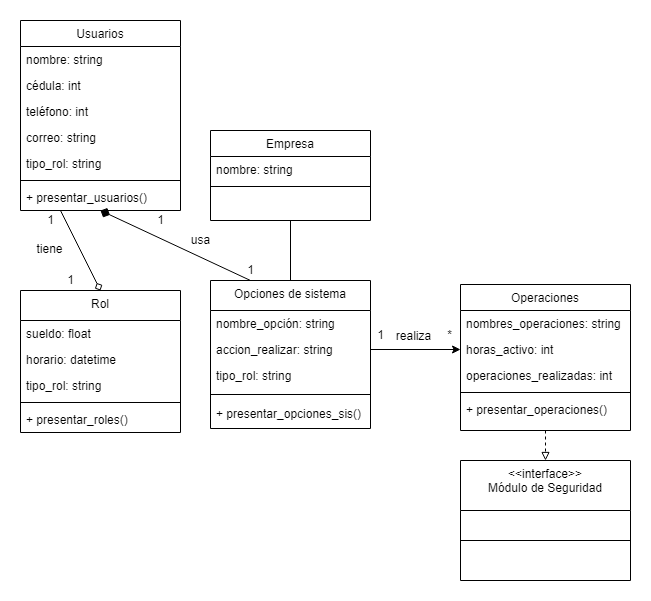 Usuarios
nombre: string
cédula: int
teléfono: int
correo: string
tipo_rol: string
+ presentar_usuarios()
Empresa
nombre: string
1
1
tiene
usa
1
1
Rol
sueldo: float
horario: datetime
tipo_rol: string
+ presentar_roles()
Opciones de sistema
nombre_opción: string
accion_realizar: string
tipo_rol: string
+ presentar_opciones_sis()
1
realiza
*
Operaciones
nombres_operaciones: string
horas_activo: int
operaciones_realizadas: int
+ presentar_operaciones()
<<interface>>
Módulo de Seguridad